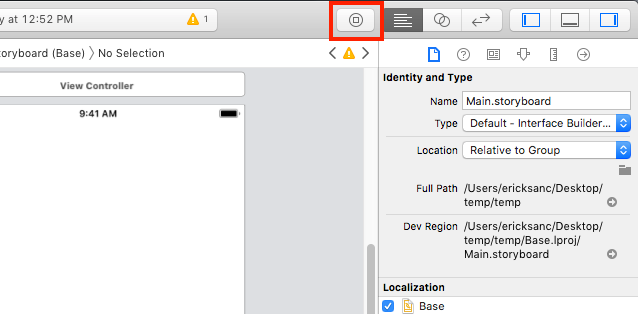 y at 12:52 PM
1
toryboard (Base) No Selection
View Controller
9:41 AM
Identity and Type
Name Main.storyboard
Type Default - Interface Builder...
Location Relative to Group
Full Path /Users/ericksanc/Desktop/
temp/temp
Dev Region /Users/ericksanc/Desktop/
temp/temp/Base.lproj/
Main.storyboard
Localization
Base